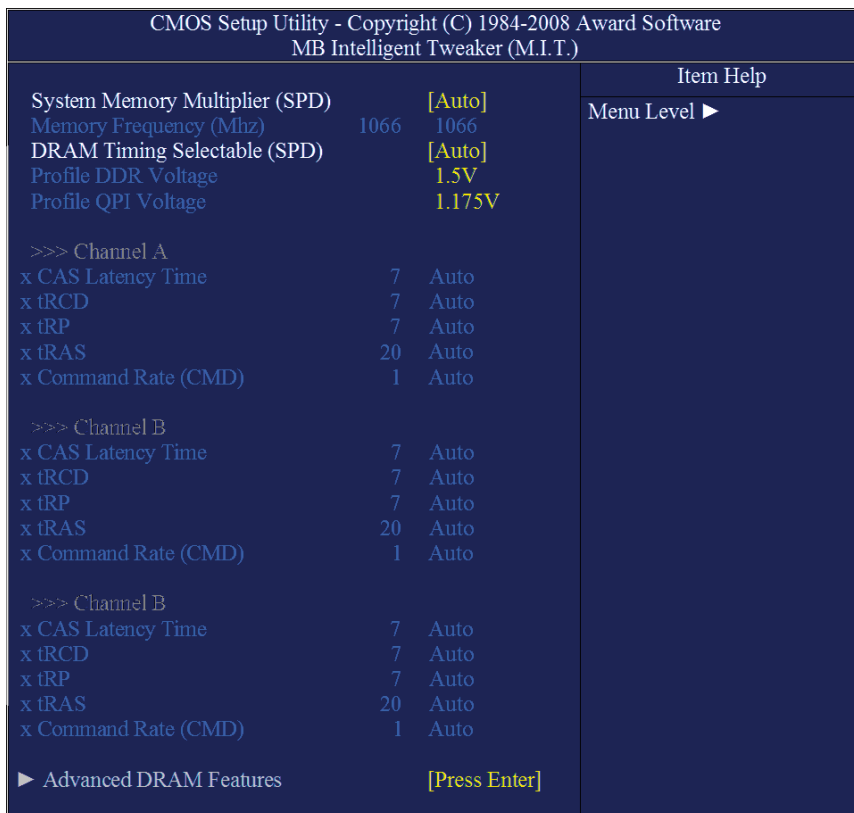 CMOS Setup Utility - Copyright (C) 1984-2008 Award Software
MB Intelligent Tweaker (M.I.T.)
Item Help
System Memory Multiplier (SPD) [Auto]
Menu Level ►
Memory Frequency (Mhz) 1066 1066
DRAM Timing Selectable (SPD) [Auto]
Profile DDR Voltage 1.5V
Profile QPI Voltage 1.175V
>>> Channel A
x CAS Latency Time 7 Auto
x tRCD 7 Auto
x tRP 7 Auto
x tRAS 20 Auto
x Command Rate (CMD) 1 Auto
>>> Channel B
x CAS Latency Time 7 Auto
x tRCD 7 Auto
x tRP 7 Auto
x tRAS 20 Auto
x Command Rate (CMD) 1 Auto
>>> Channel B
x CAS Latency Time 7 Auto
x tRCD 7 Auto
x tRP 7 Auto
x tRAS 20 Auto
x Command Rate (CMD) 1 Auto
► Advanced DRAM Features [Press Enter]